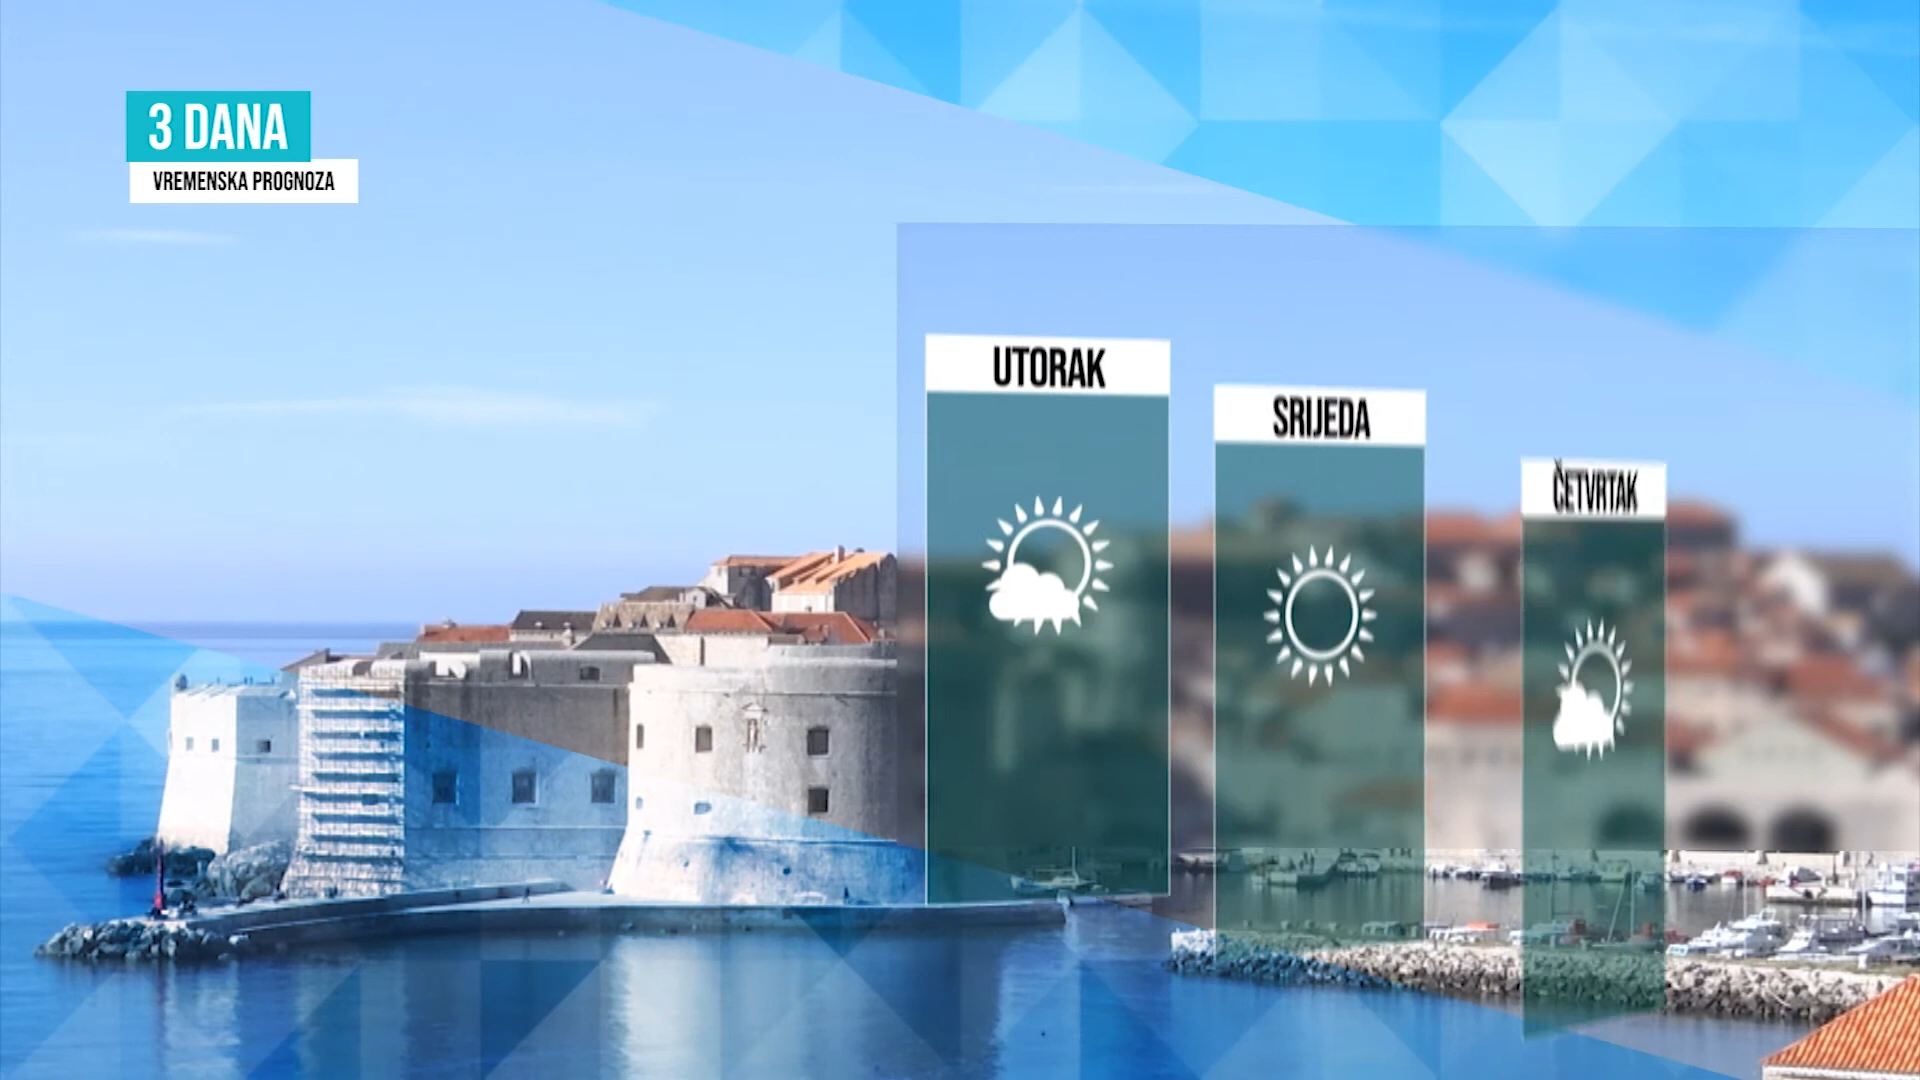 3 DANA
VREMENSKA PROGNOZA
UTORAK
SRIJEDA
ČETVRTAK